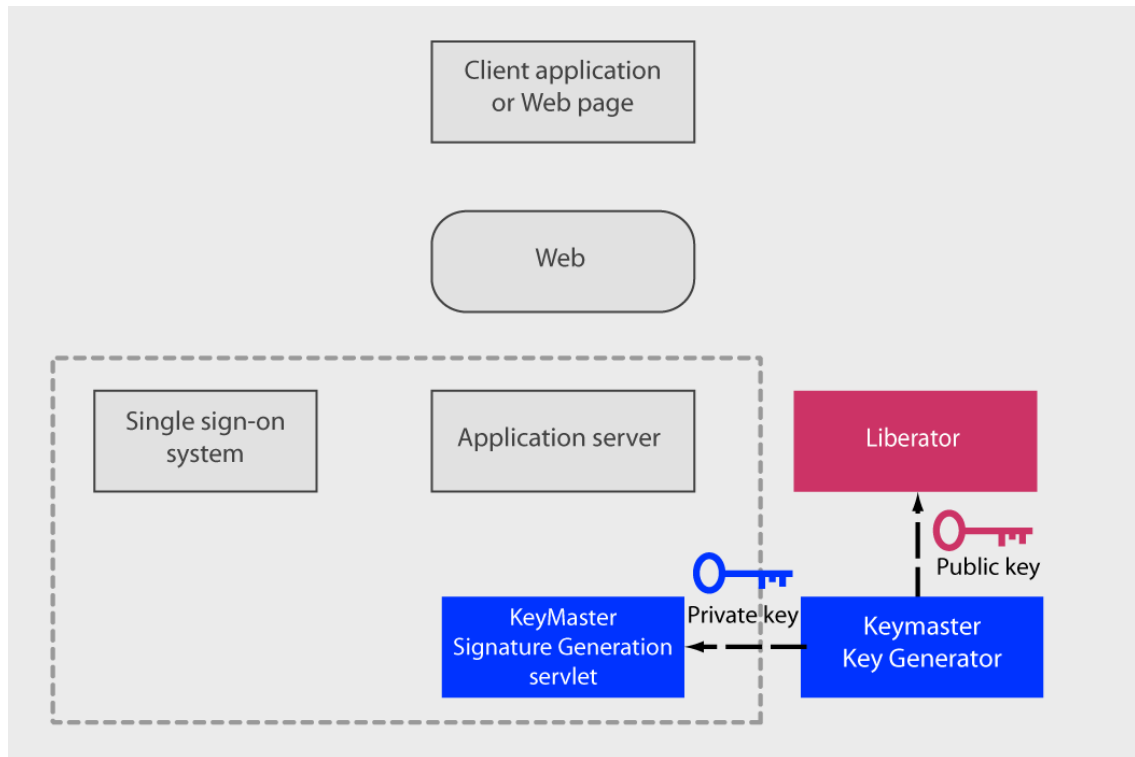 Client application
or Web page
Web
Single sign-on
system
Application server
Liberator
Public key
Private key
KeyMaster
Signature Generation
servlet
Keymaster
Key Generator